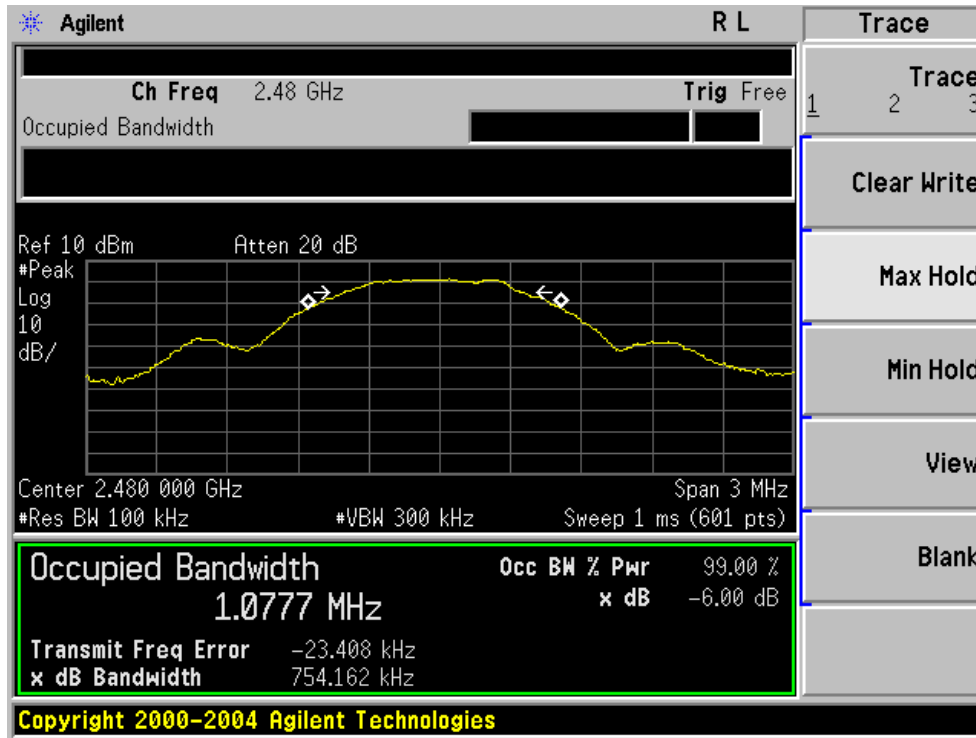 Agilent R L Trace
Ch Freq 2.48 GHz Trig Free
Occupied Bandwidth
Trace
1 2 3
Clear Write
Ref 10 dBm Atten 20 dB
#Peak
Log
10
dB/
Max Hold
Min Hold
View
Center 2.480 000 GHz Span 3 MHz
#Res BW 100 kHz #VBW 300 kHz Sweep 1 ms (601 pts)
Blank
Occupied Bandwidth
1.0777 MHz
Occ BW % Pwr 99.00 %
x dB -6.00 dB
Transmit Freq Error -23.408 kHz
x dB Bandwidth 754.162 kHz
Copyright 2000-2004 Agilent Technologies